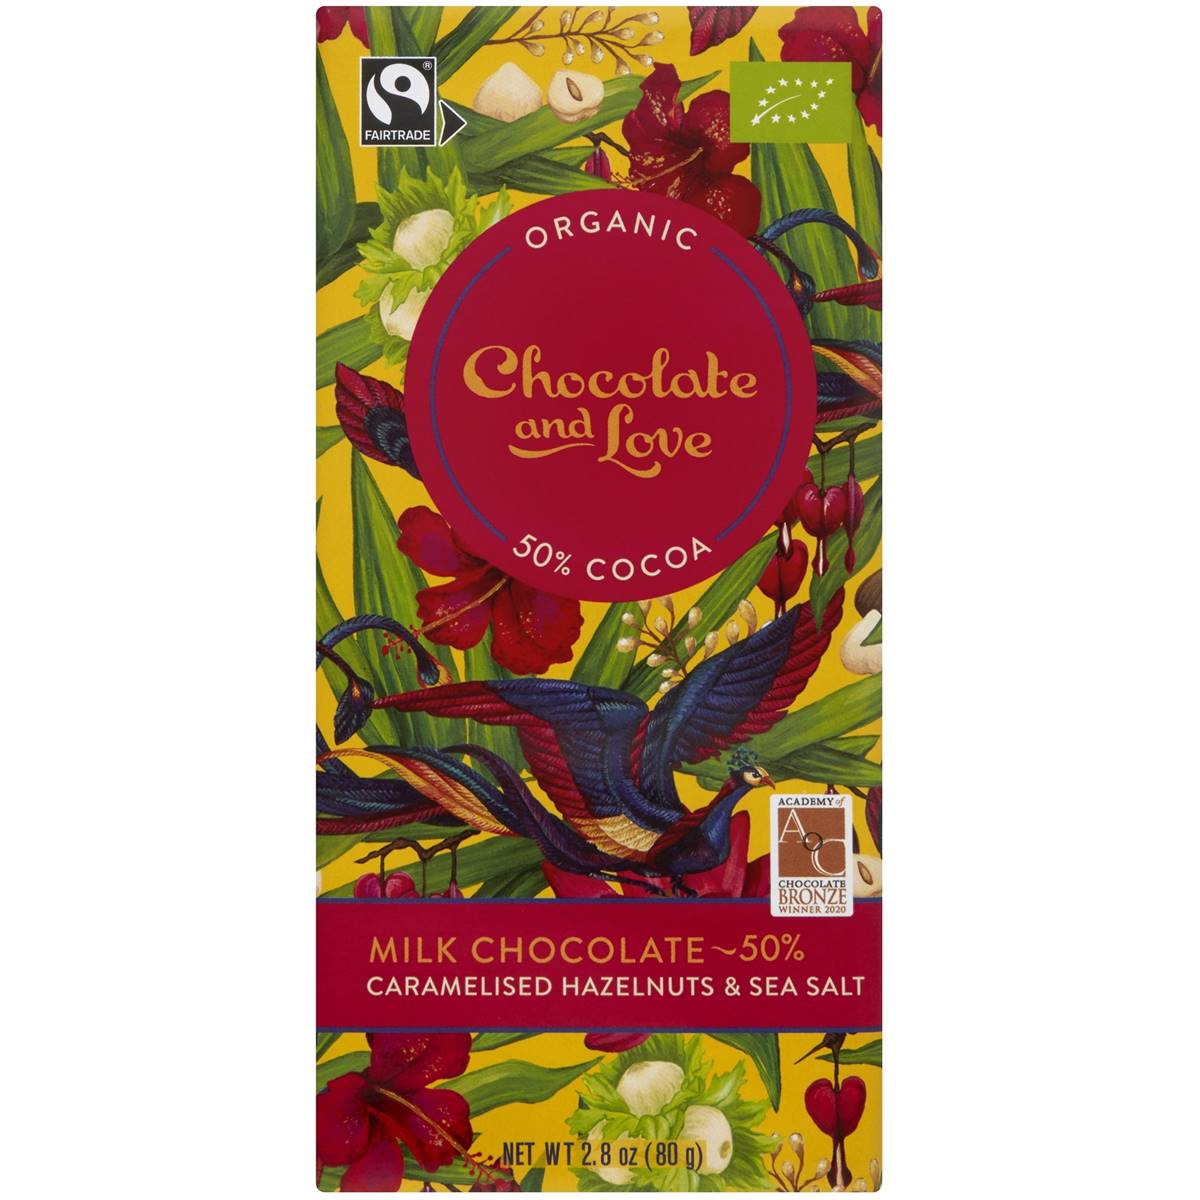 FAIRTRADE
®
ORGANIC
Chocolate
and Love
50% COCOA
ACADEMY of
AoC
CHOCOLATE
BRONZE
WINNER 2020
MILK CHOCOLATE ~50%
CARAMELISED HAZELNUTS & SEA SALT
NET WT 2.8 oz (80 g)